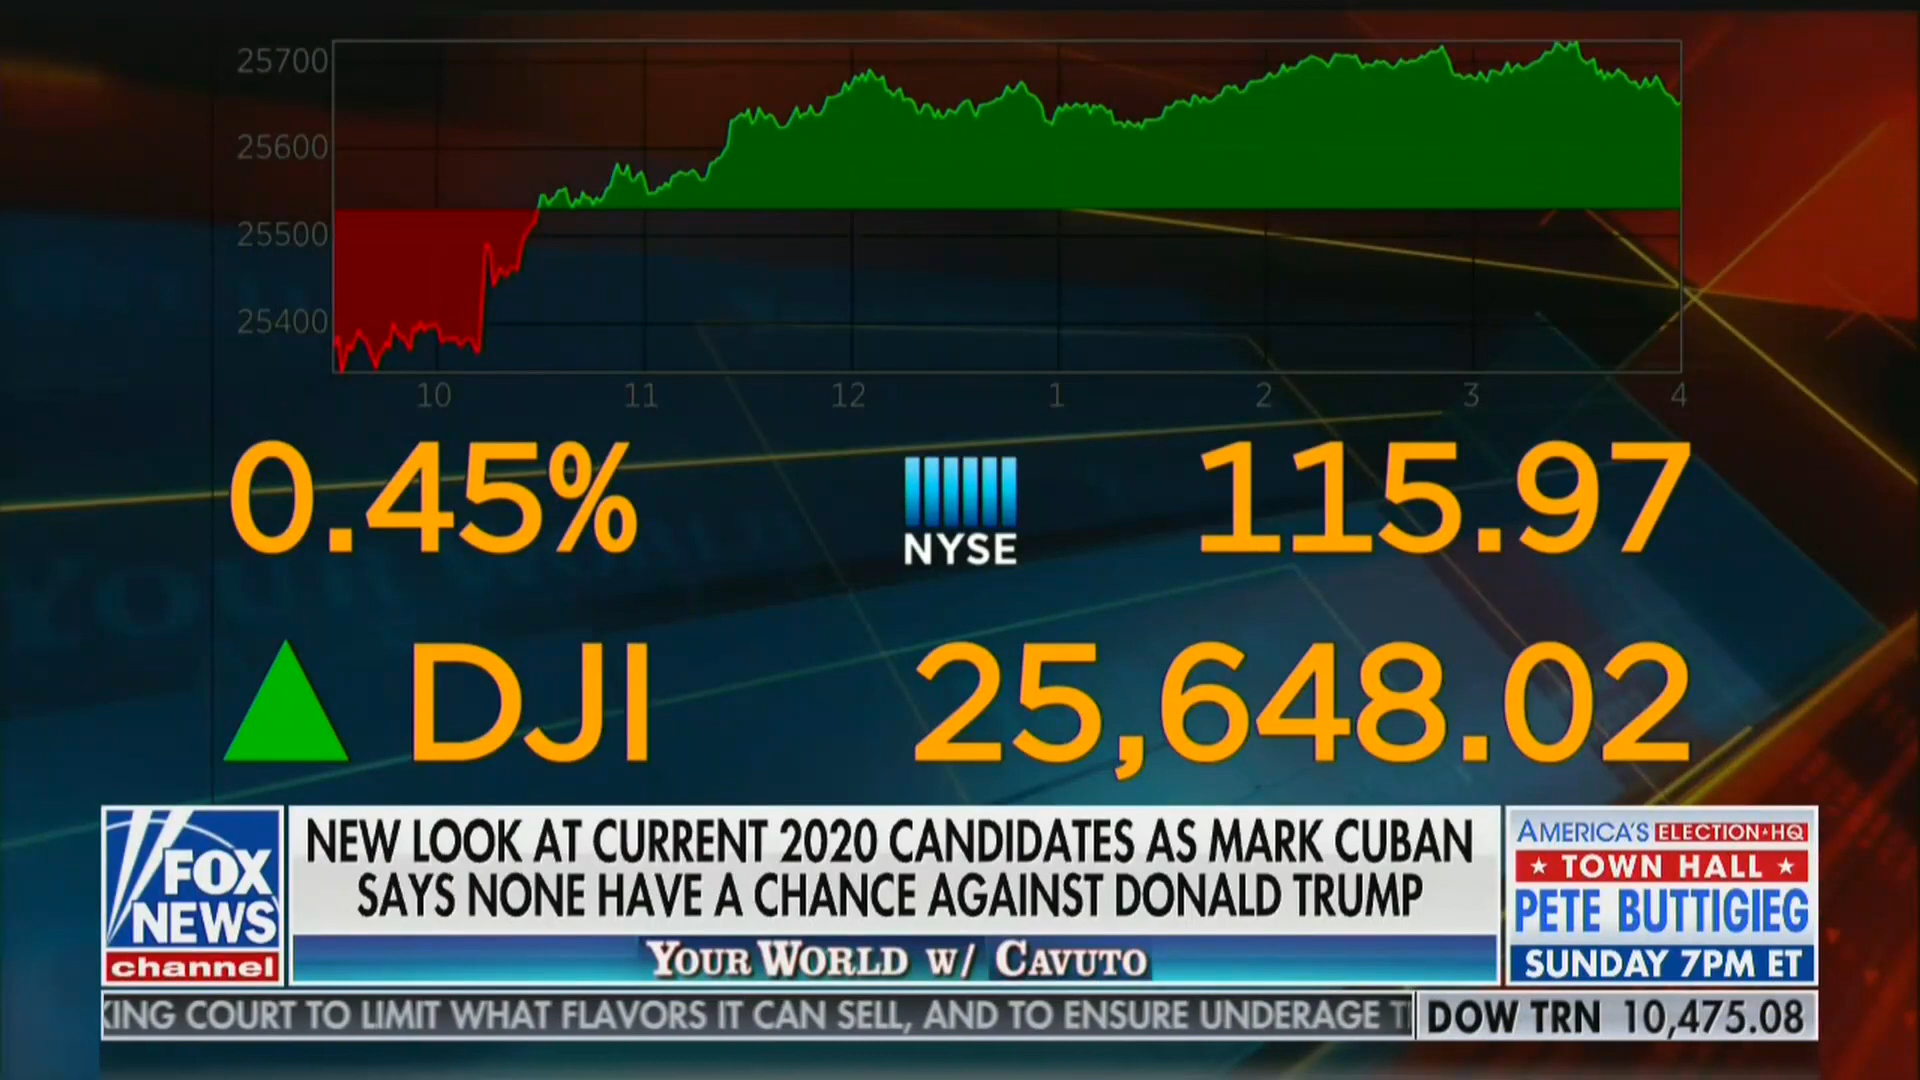 25700
25600
25500
25400
10 11 12 1 2 3 4
0.45% NYSE 115.97
DJI 25,648.02
FOX NEWS channel
NEW LOOK AT CURRENT 2020 CANDIDATES AS MARK CUBAN
SAYS NONE HAVE A CHANCE AGAINST DONALD TRUMP
YOUR WORLD W/ CAVUTO
AMERICA'S ELECTION HQ
TOWN HALL
PETE BUTTIGIEG
SUNDAY 7PM ET
KING COURT TO LIMIT WHAT FLAVORS IT CAN SELL, AND TO ENSURE UNDERAGE
DOW TRN 10,475.08